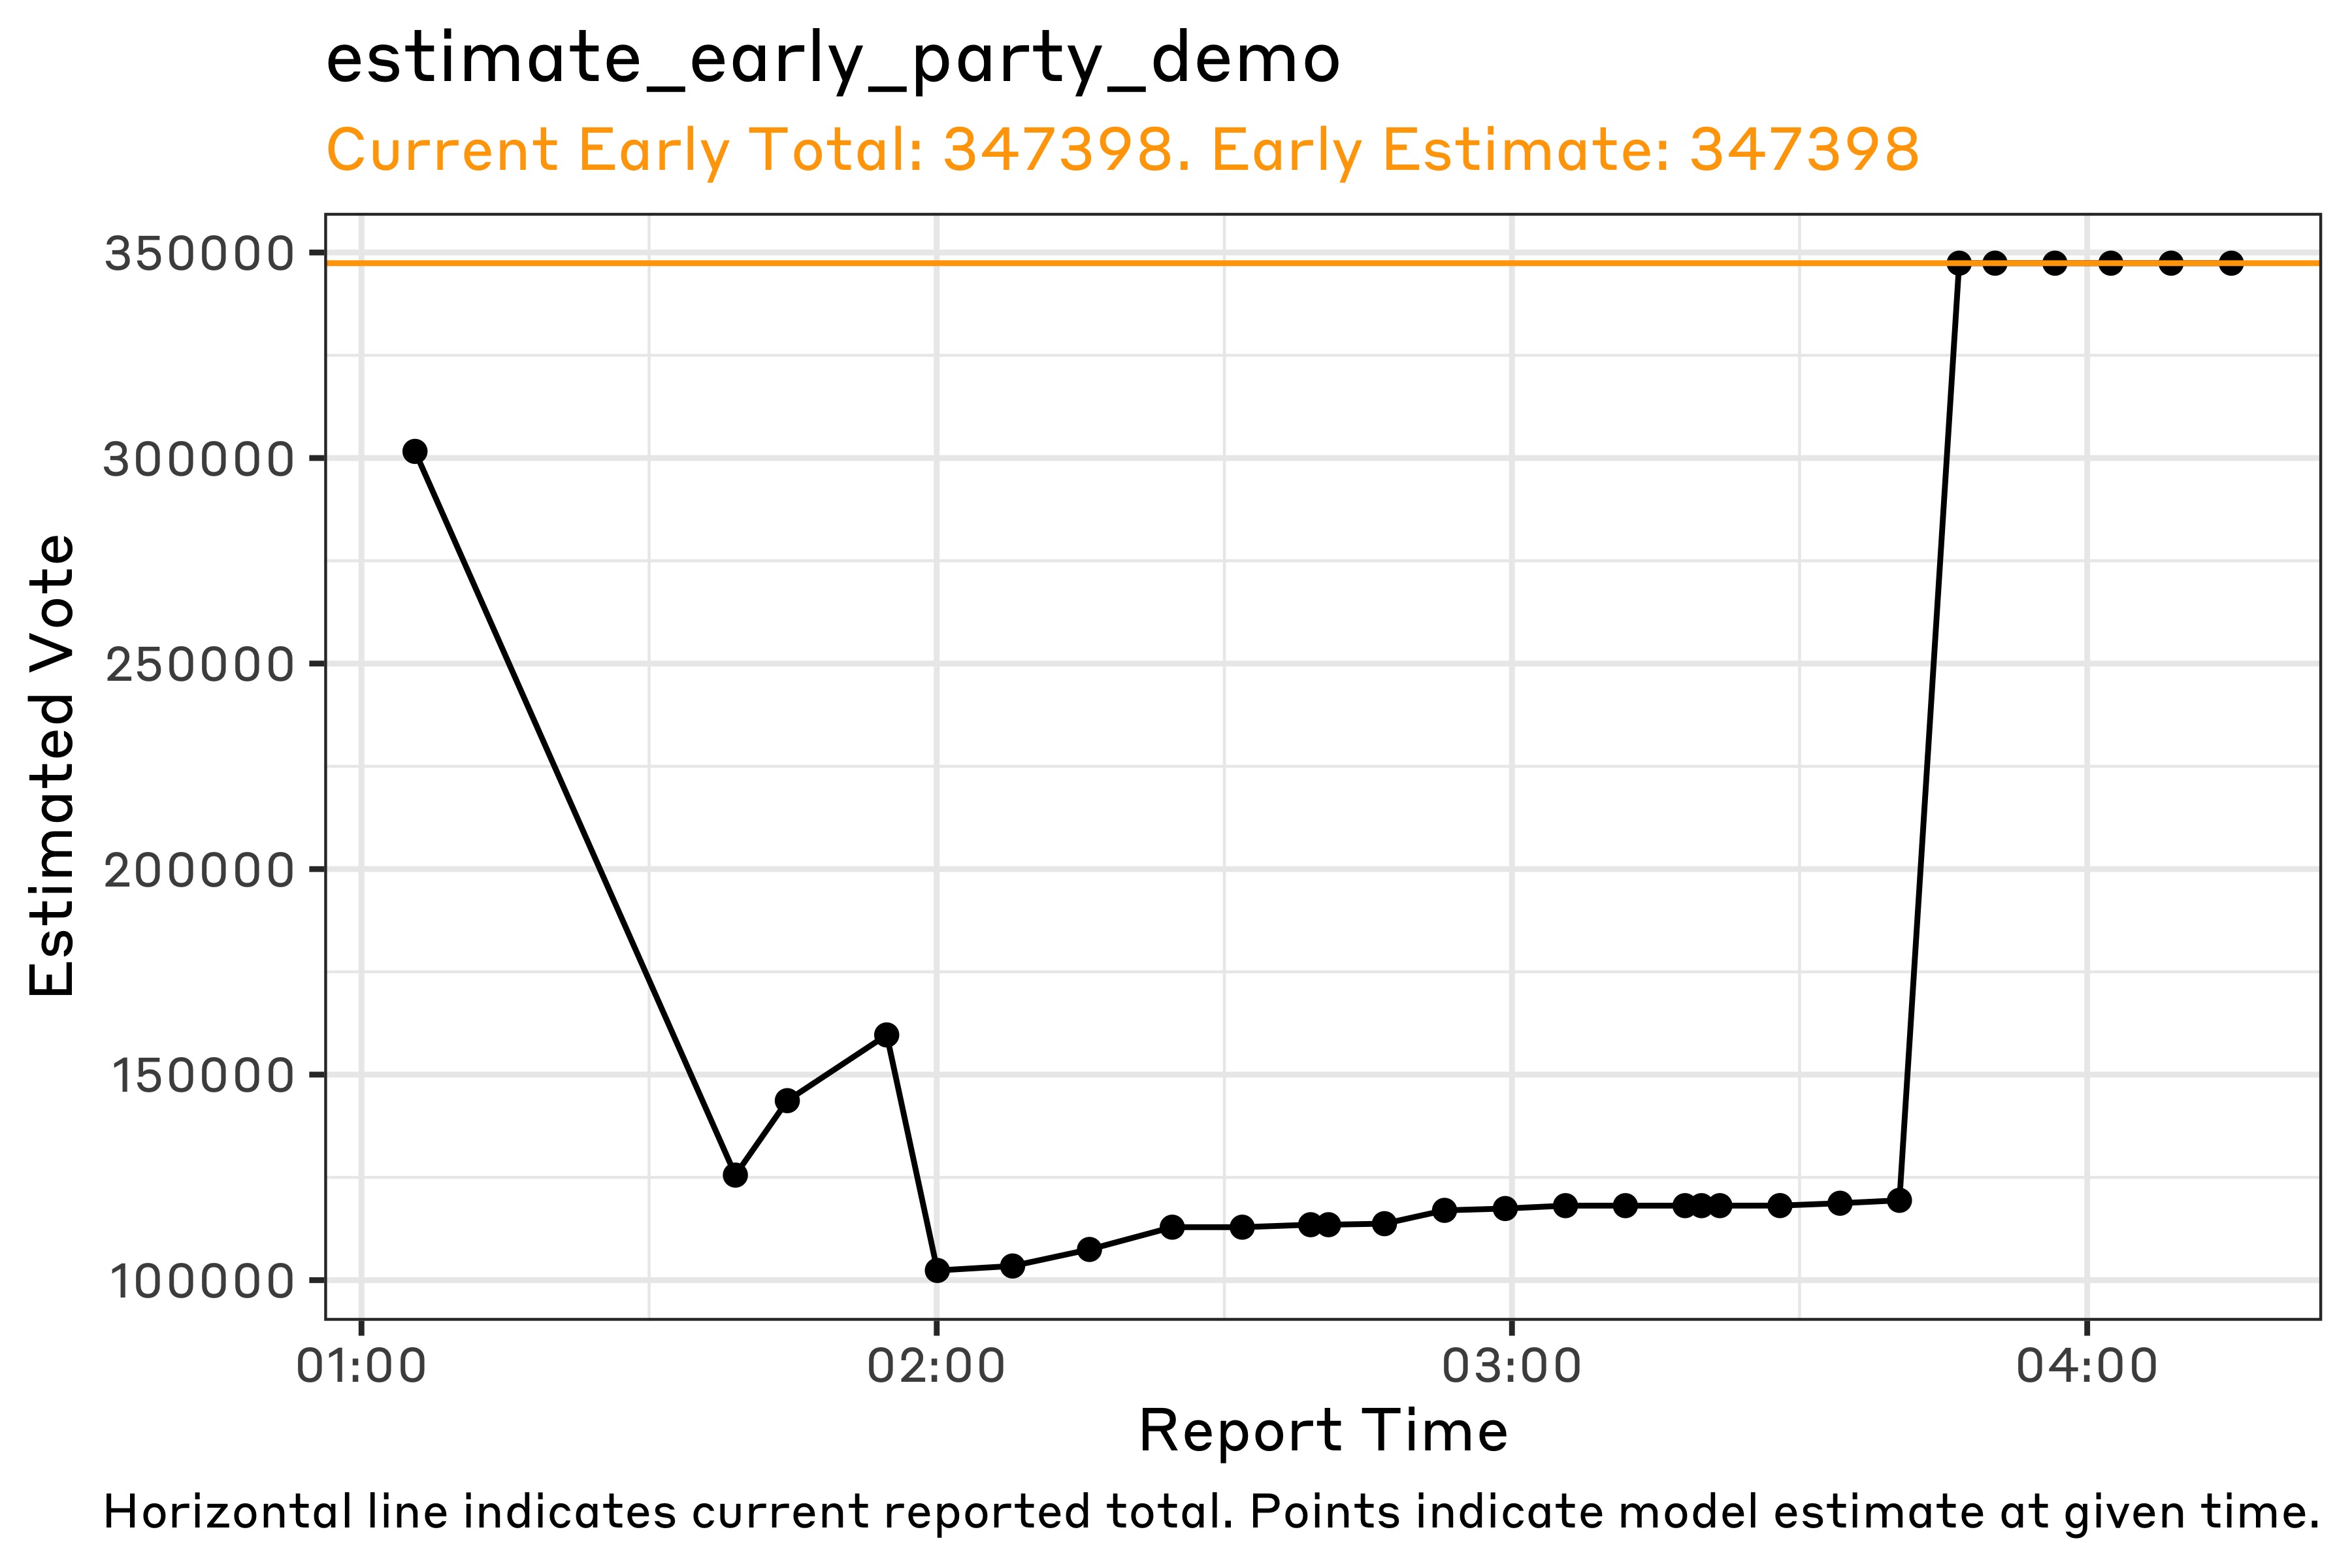 estimate_early_party_demo
Current Early Total: 347398. Early Estimate: 347398
Estimated Vote
350000
300000
250000
200000
150000
100000
01:00 02:00 03:00 04:00
Report Time
Horizontal line indicates current reported total. Points indicate model estimate at given time.